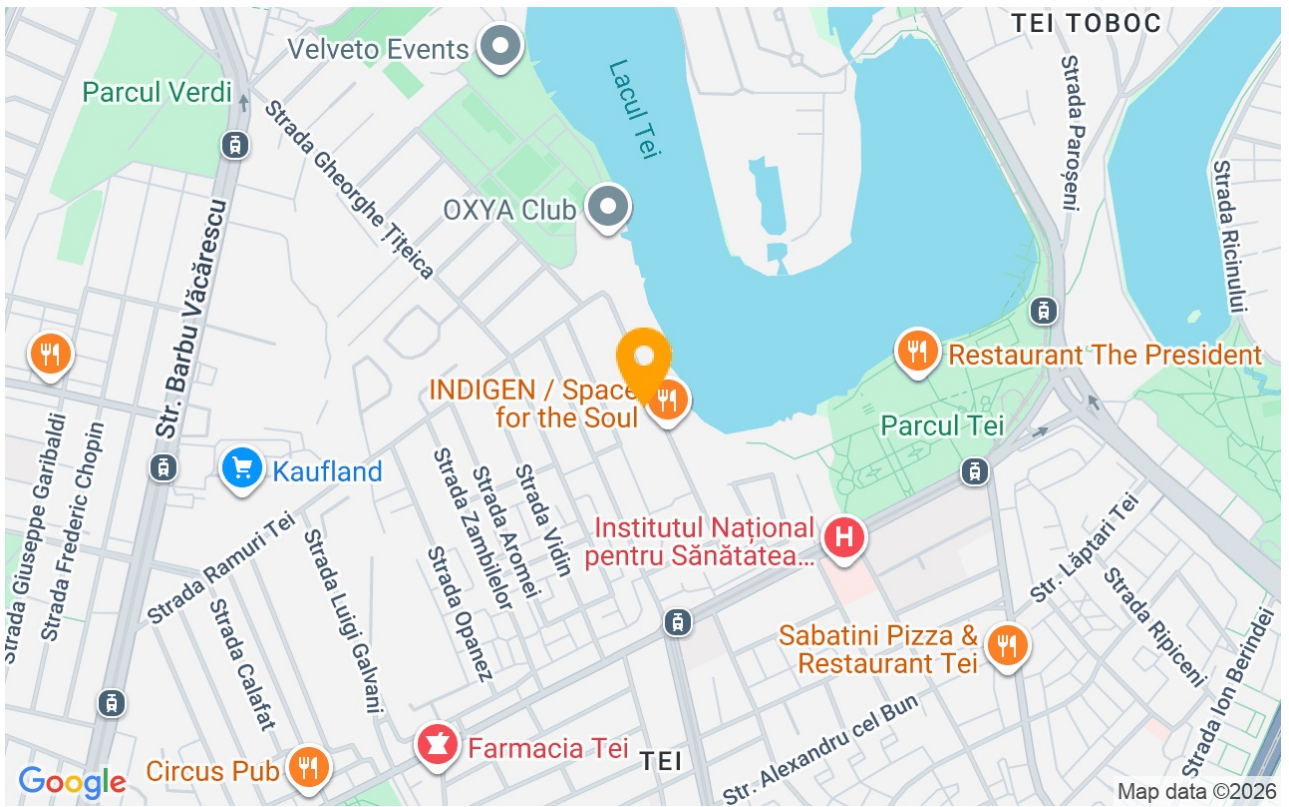 TEI TOBOC
Velveto Events
Parcul Verdi
Lacul Tei
Strada Paroșeni
Strada Gheorghe Țițeica
OXYA Club
Strada Ricinului
Str. Barbu Văcărescu
Restaurant The President
INDIGEN / Space
for the Soul
Parcul Tei
Kaufland
Strada Giuseppe Garibaldi
Strada Frederic Chopin
Strada Ramuri Tei
Strada Zambilelor
Strada Aromei
Strada Vidin
Institutul Național
pentru Sănătatea...
Str. Lăptari Tei
Strada Luigi Galvani
Strada Opanez
Strada Calafat
Strada Ripiceni
Sabatini Pizza &
Restaurant Tei
Strada Ion Berindei
Str. Alexandru cel Bun
Farmacia Tei
TEI
Circus Pub
Google
Map data ©2026